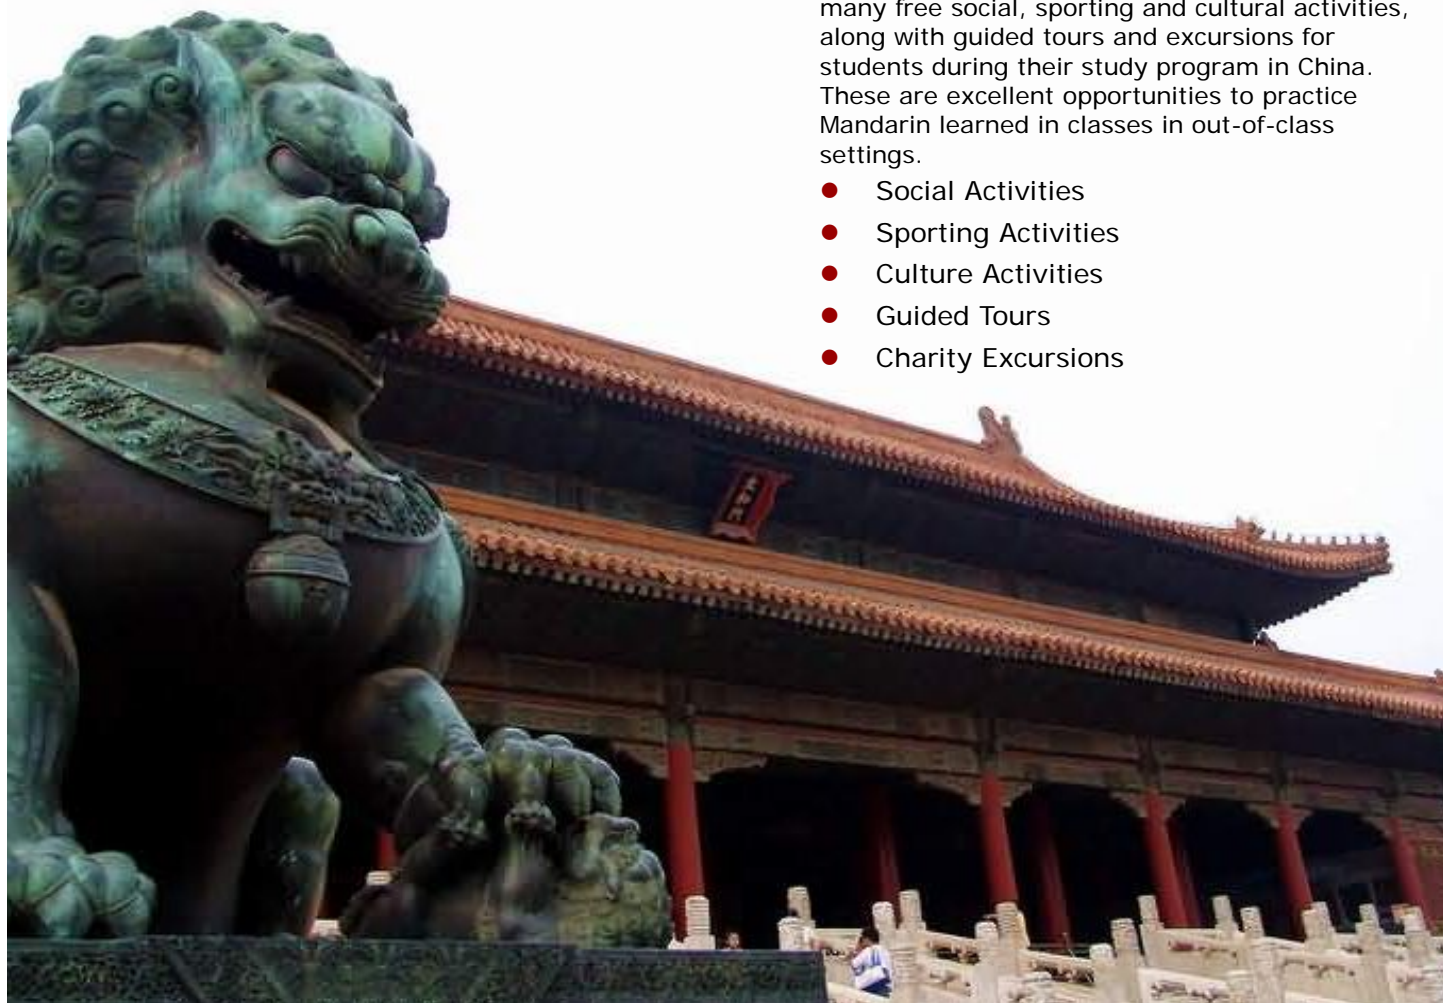 many free social, sporting and cultural activities,
along with guided tours and excursions for
students during their study program in China.
These are excellent opportunities to practice
Mandarin learned in classes in out-of-class
settings.
● Social Activities
● Sporting Activities
● Culture Activities
● Guided Tours
● Charity Excursions